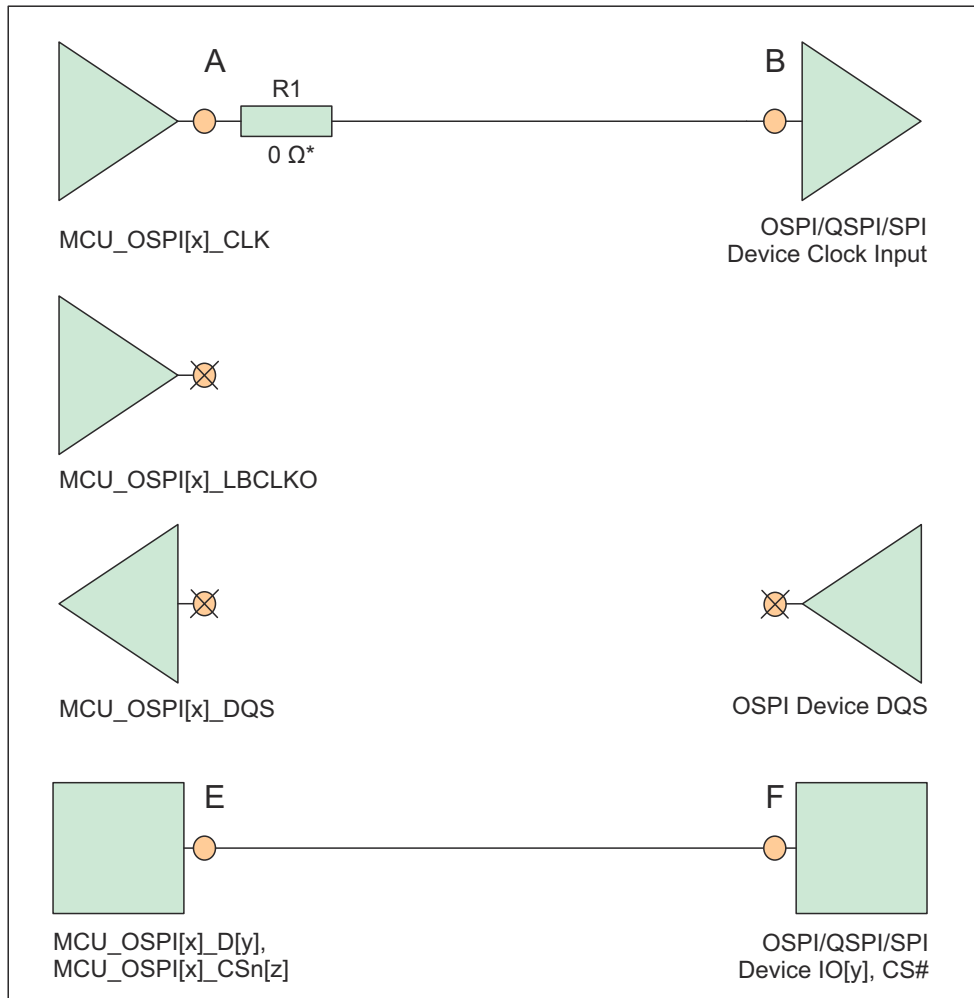 A
B
R1
0 Ω*
MCU_OSPI[x]_CLK
OSPI/QSPI/SPI
Device Clock Input
MCU_OSPI[x]_LBCLKO
MCU_OSPI[x]_DQS
OSPI Device DQS
E
F
MCU_OSPI[x]_D[y],
MCU_OSPI[x]_CSn[z]
OSPI/QSPI/SPI
Device IO[y], CS#